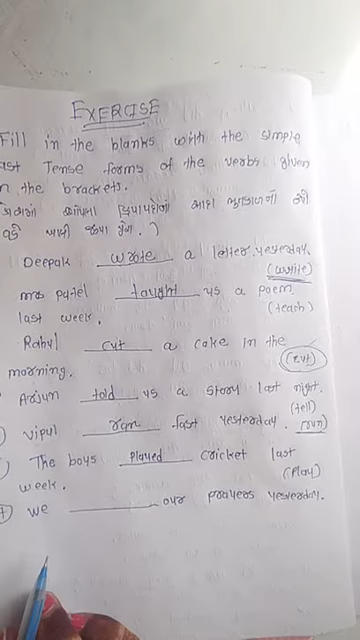 EXERCISE
Fill in the blanks with the simple
ast Tense forms of the verbs given
n the brackets.
Deepak wrote a letter yesterday.
(write)
mrs patel taught us a poem
last week. (teach)
Rahul cut a cake in the
morning. (cut)
Arjun told us a story last night.
(tell)
vipul ran fast yesterday. (run)
The boys played cricket last
week. (Play)
7 we ______ our prayers yesterday.